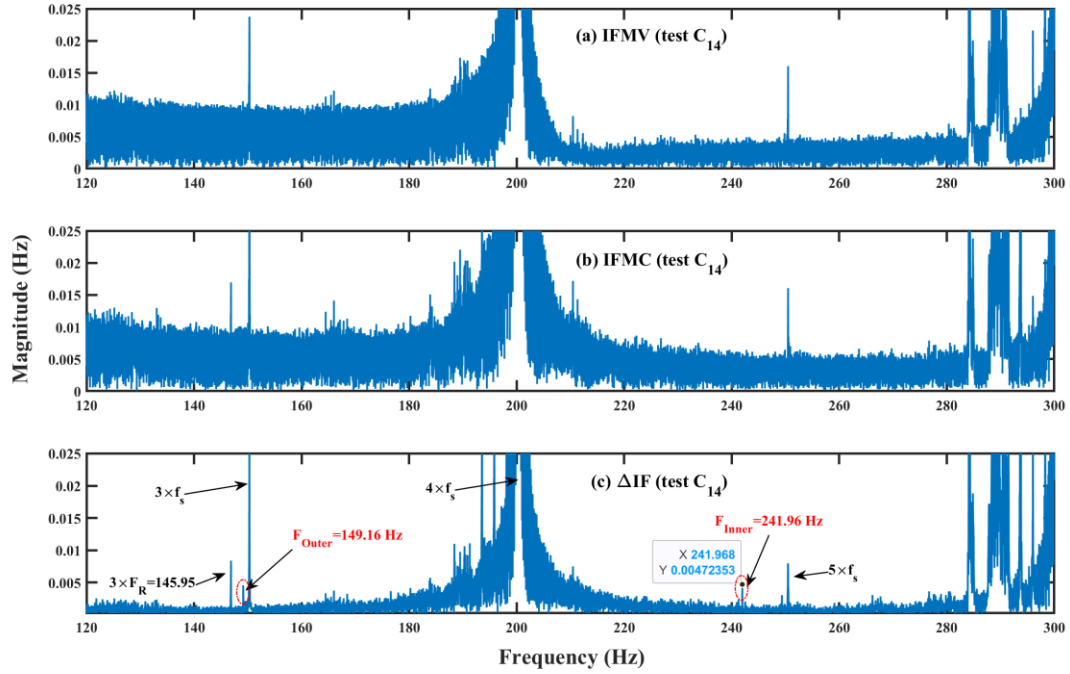 0.025
0.02
0.015
0.01
0.005
0
(a) IFMV (test C14)
120 140 160 180 200 220 240 260 280 300
0.025
0.02
0.015
0.01
0.005
0
(b) IFMC (test C14)
120 140 160 180 200 220 240 260 280 300
Magnitude (Hz)
0.025
0.02
0.015
0.01
0.005
3×fs
4×fs
(c) ΔIF (test C14)
FOuter=149.16 Hz
FInner=241.96 Hz
X 241.968
Y 0.00472353
3×FR=145.95
5×fs
120 140 160 180 200 220 240 260 280 300
Frequency (Hz)